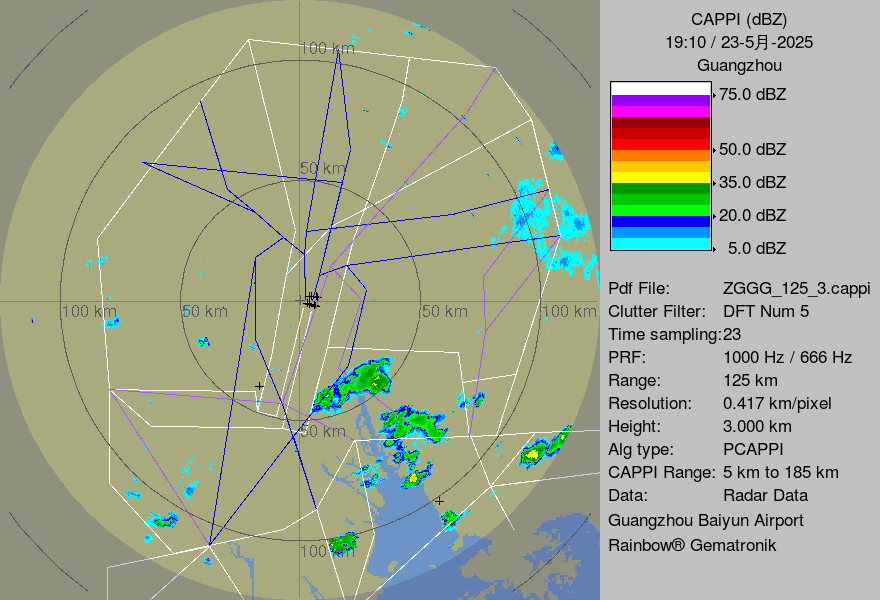 CAPPI (dBZ)
19:10 / 23-5月-2025
Guangzhou
75.0 dBZ
50.0 dBZ
35.0 dBZ
20.0 dBZ
5.0 dBZ
Pdf File: ZGGG_125_3.cappi
Clutter Filter: DFT Num 5
Time sampling:23
PRF: 1000 Hz / 666 Hz
Range: 125 km
Resolution: 0.417 km/pixel
Height: 3.000 km
Alg type: PCAPPI
CAPPI Range: 5 km to 185 km
Data: Radar Data
Guangzhou Baiyun Airport
Rainbow® Gematronik
100 km
50 km
100 km
50 km
50 km
100 km
50 km
100 km